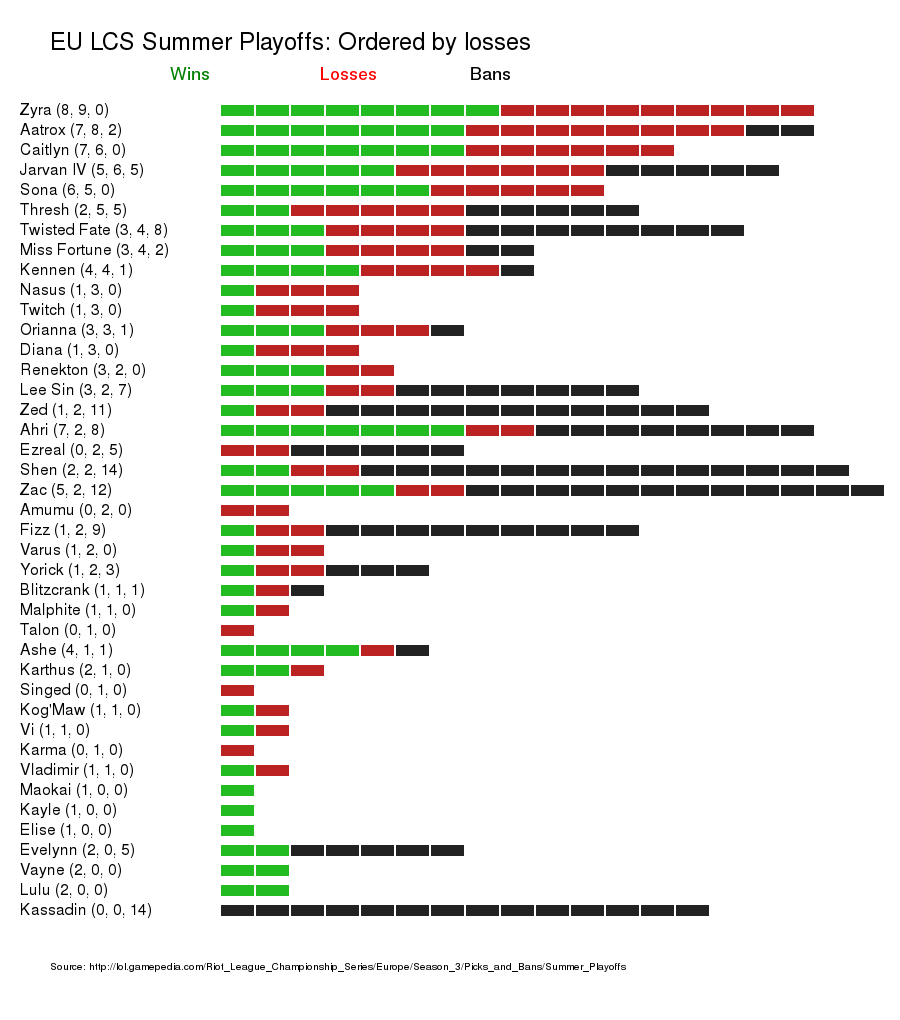 EU LCS Summer Playoffs: Ordered by losses
Wins Losses Bans
Zyra (8, 9, 0)
Aatrox (7, 8, 2)
Caitlyn (7, 6, 0)
Jarvan IV (5, 6, 5)
Sona (6, 5, 0)
Thresh (2, 5, 5)
Twisted Fate (3, 4, 8)
Miss Fortune (3, 4, 2)
Kennen (4, 4, 1)
Nasus (1, 3, 0)
Twitch (1, 3, 0)
Orianna (3, 3, 1)
Diana (1, 3, 0)
Renekton (3, 2, 0)
Lee Sin (3, 2, 7)
Zed (1, 2, 11)
Ahri (7, 2, 8)
Ezreal (0, 2, 5)
Shen (2, 2, 14)
Zac (5, 2, 12)
Amumu (0, 2, 0)
Fizz (1, 2, 9)
Varus (1, 2, 0)
Yorick (1, 2, 3)
Blitzcrank (1, 1, 1)
Malphite (1, 1, 0)
Talon (0, 1, 0)
Ashe (4, 1, 1)
Karthus (2, 1, 0)
Singed (0, 1, 0)
Kog'Maw (1, 1, 0)
Vi (1, 1, 0)
Karma (0, 1, 0)
Vladimir (1, 1, 0)
Maokai (1, 0, 0)
Kayle (1, 0, 0)
Elise (1, 0, 0)
Evelynn (2, 0, 5)
Vayne (2, 0, 0)
Lulu (2, 0, 0)
Kassadin (0, 0, 14)
Source: http://lol.gamepedia.com/Riot_League_Championship_Series/Europe/Season_3/Picks_and_Bans/Summer_Playoffs